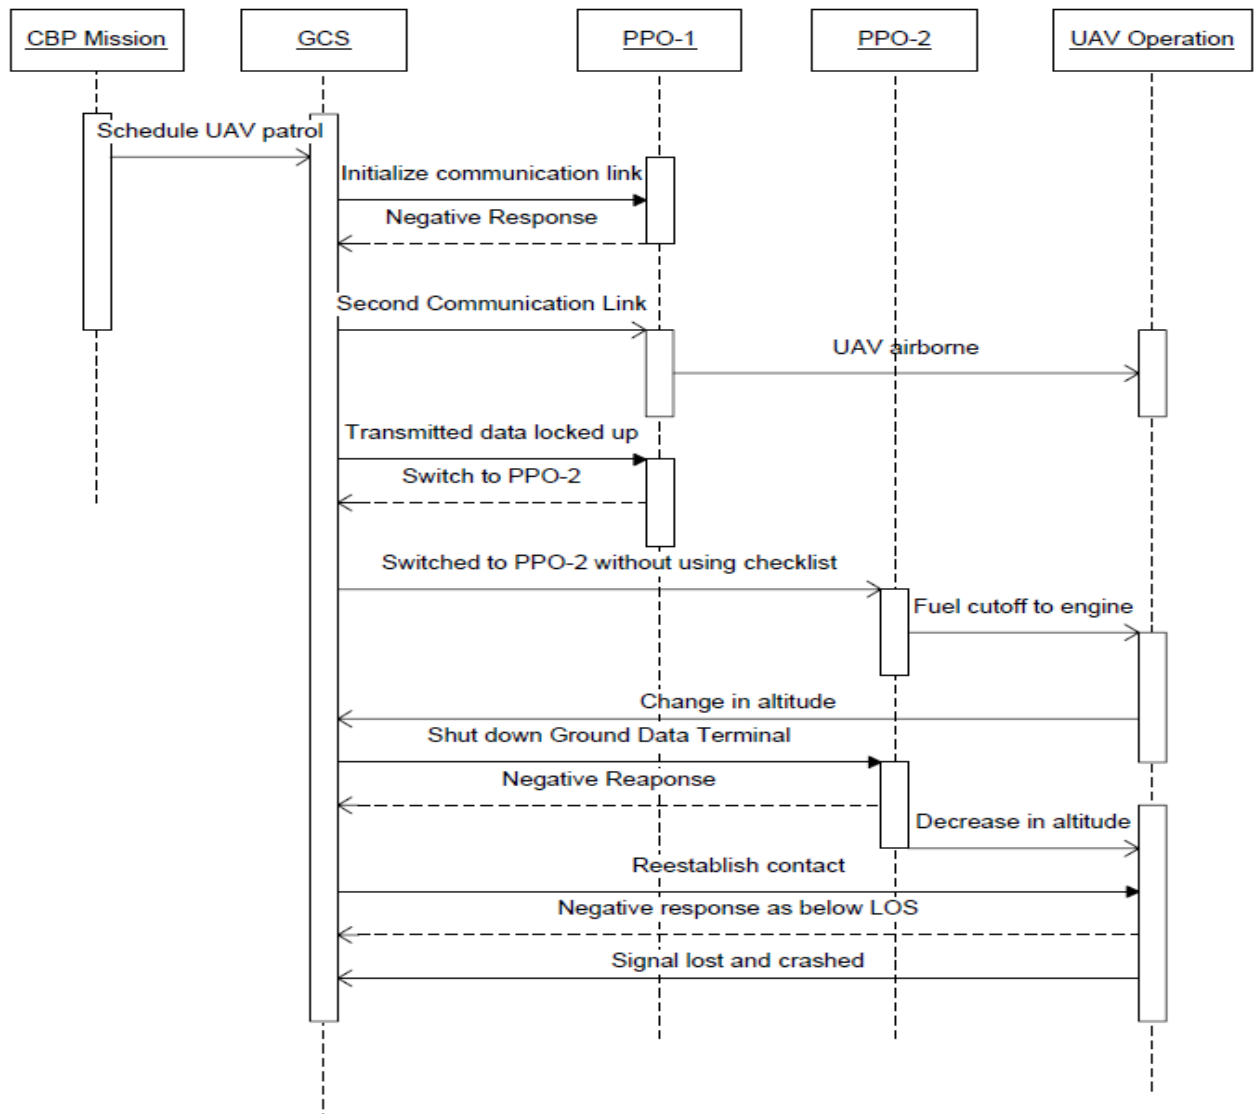 CBP Mission
GCS
PPO-1
PPO-2
UAV Operation
Schedule UAV patrol
Initialize communication link
Negative Response
Second Communication Link
UAV airborne
Transmitted data locked up
Switch to PPO-2
Switched to PPO-2 without using checklist
Fuel cutoff to engine
Change in altitude
Shut down Ground Data Terminal
Negative Reaponse
Decrease in altitude
Reestablish contact
Negative response as below LOS
Signal lost and crashed